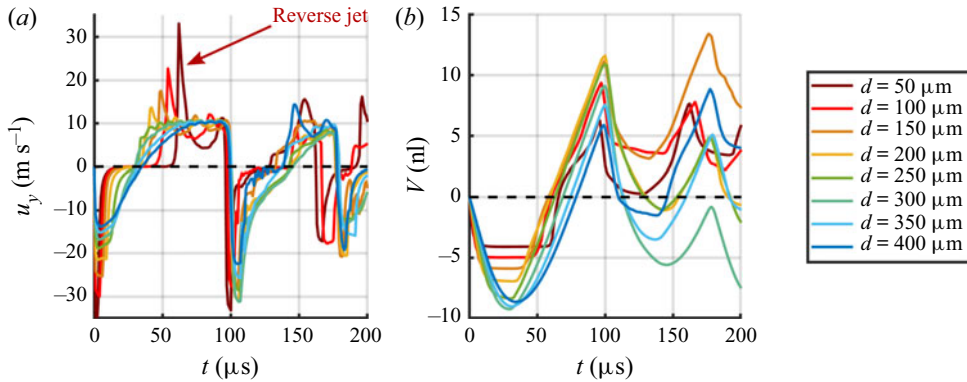 (a)
Reverse jet
30
20
10
0
–10
–20
–30
u_y (m s⁻¹)
0
50
100
150
200
t (μs)
(b)
15
10
5
0
–5
–10
V (nl)
0
50
100
150
200
t (μs)
d = 50 μm
d = 100 μm
d = 150 μm
d = 200 μm
d = 250 μm
d = 300 μm
d = 350 μm
d = 400 μm